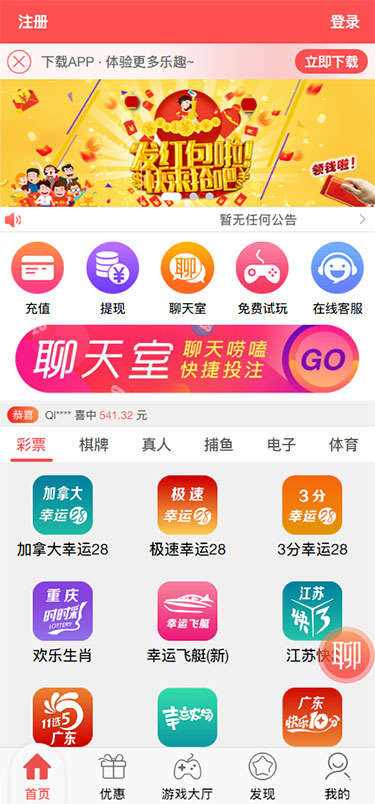 注册
登录
下载APP · 体验更多乐趣~
立即下载
发红包啦!
快来抢吧
领钱啦!
暂无任何公告
聊
充值
提现
聊天室
免费试玩
在线客服
聊天室
聊天唠嗑
快捷投注
GO
恭喜
QI**** 喜中 541.32 元
彩票
棋牌
真人
捕鱼
电子
体育
加拿大
幸运28
极速
幸运28
3分
幸运28
加拿大幸运28
极速幸运28
3分幸运28
重庆
时时彩
LOTTERY
幸运飞艇
江苏
快3
欢乐生肖
幸运飞艇(新)
江苏快
聊
11选5
广东
幸运农场
广东
快乐10分
首页
优惠
游戏大厅
发现
我的